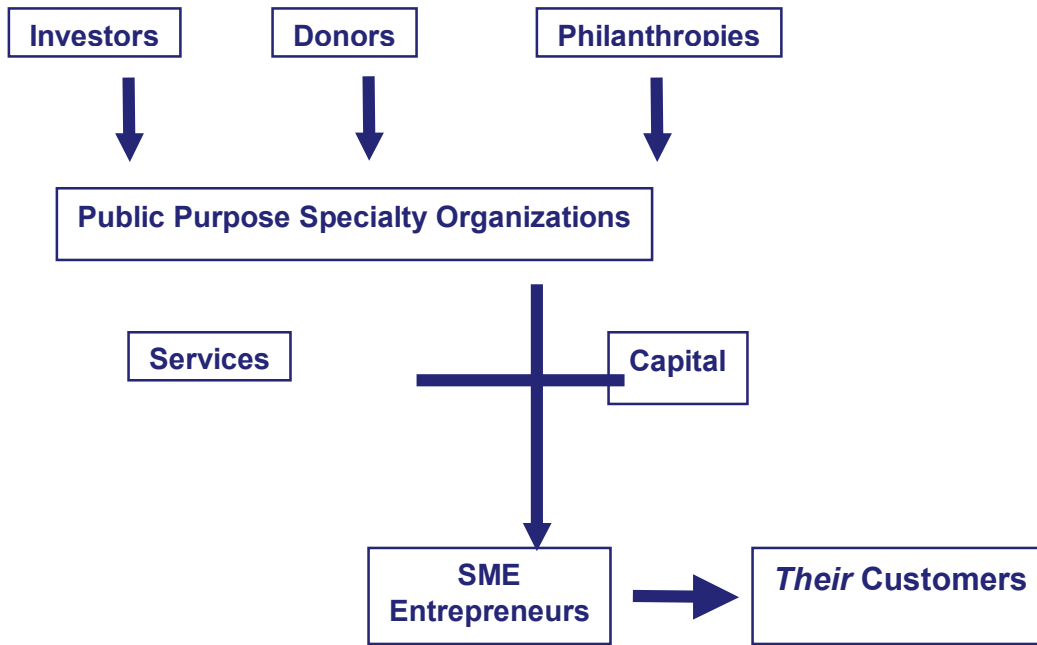 Investors
Donors
Philanthropies
Public Purpose Specialty Organizations
Services
Capital
SME
Entrepreneurs
Their Customers